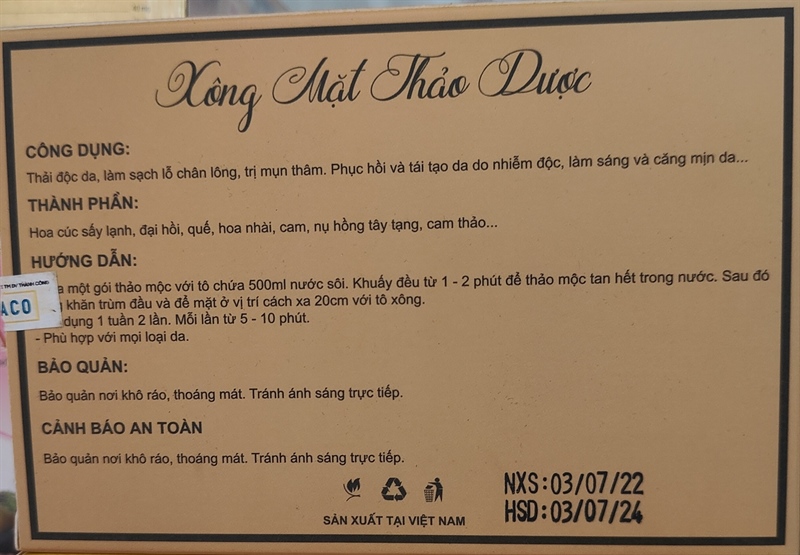 Xông Mặt Thảo Dược
CÔNG DỤNG:
Thải độc da, làm sạch lỗ chân lông, trị mụn thâm. Phục hồi và tái tạo da do nhiễm độc, làm sáng và căng mịn da...
THÀNH PHẦN:
Hoa cúc sấy lạnh, đại hồi, quế, hoa nhài, cam, nụ hồng tây tạng, cam thảo...
HƯỚNG DẪN:
một gói thảo mộc với tô chứa 500ml nước sôi. Khuấy đều từ 1 - 2 phút để thảo mộc tan hết trong nước. Sau đó
khăn trùm đầu và để mặt ở vị trí cách xa 20cm với tô xông.
dụng 1 tuần 2 lần. Mỗi lần từ 5 - 10 phút.
- Phù hợp với mọi loại da.
TM DV THÀNH CÔNG
ACO
BẢO QUẢN:
Bảo quản nơi khô ráo, thoáng mát. Tránh ánh sáng trực tiếp.
CẢNH BÁO AN TOÀN
Bảo quản nơi khô ráo, thoáng mát. Tránh ánh sáng trực tiếp.
SẢN XUẤT TẠI VIỆT NAM
NXS:03/07/22
HSD:03/07/24